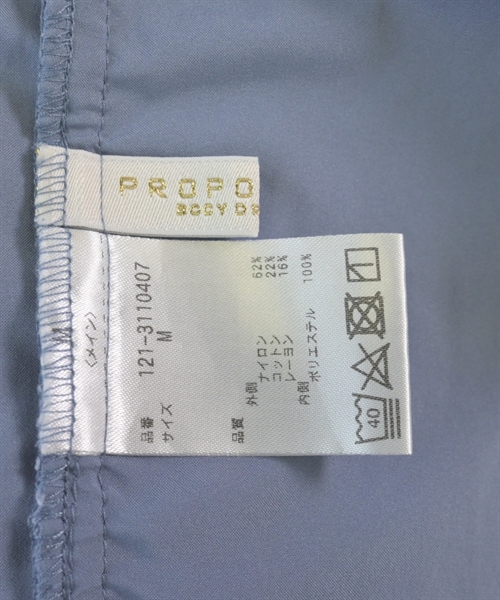 PROPO
BODY D
〈メイン〉
品番 121-3110407
サイズ M
品質
外側 ナイロン 62%
コットン 22%
レーヨン 16%
内側 ポリエステル 100%
40